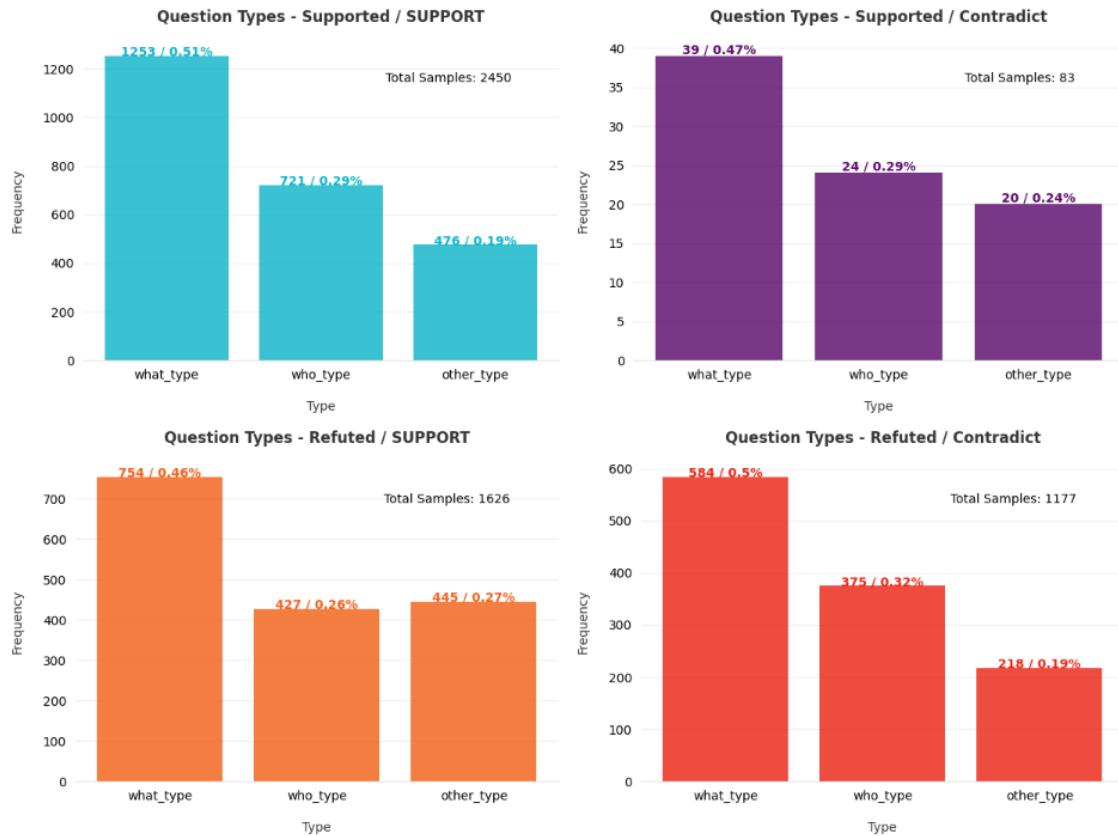 Question Types - Supported / SUPPORT
1253 / 0.51%
Total Samples: 2450
721 / 0.29%
476 / 0.19%
1200
1000
800
600
400
200
0
Frequency
what_type
who_type
other_type
Type
Question Types - Supported / Contradict
39 / 0.47%
Total Samples: 83
24 / 0.29%
20 / 0.24%
40
35
30
25
20
15
10
5
0
Frequency
what_type
who_type
other_type
Type
Question Types - Refuted / SUPPORT
754 / 0.46%
Total Samples: 1626
427 / 0.26%
445 / 0.27%
700
600
500
400
300
200
100
0
Frequency
what_type
who_type
other_type
Type
Question Types - Refuted / Contradict
584 / 0.5%
Total Samples: 1177
375 / 0.32%
218 / 0.19%
600
500
400
300
200
100
0
Frequency
what_type
who_type
other_type
Type